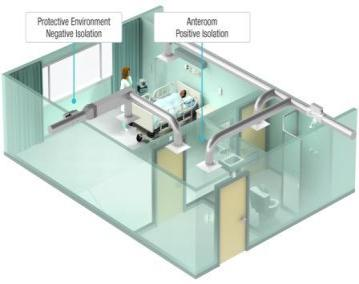 Protective Environment
Negative Isolation
Anteroom
Positive Isolation